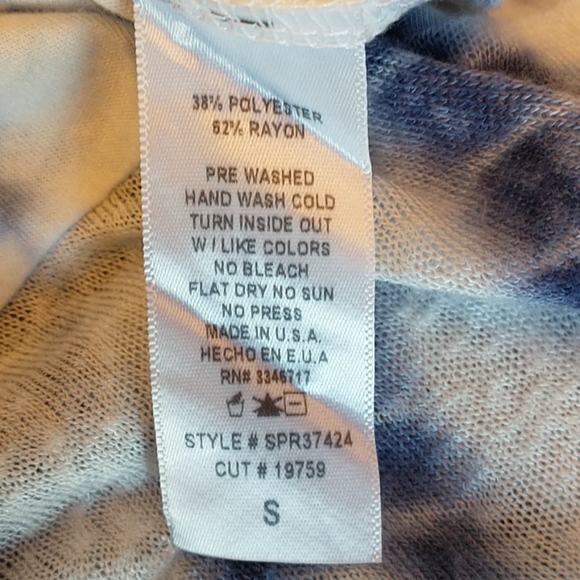 38% POLYESTER
62% RAYON
PRE WASHED
HAND WASH COLD
TURN INSIDE OUT
W / LIKE COLORS
NO BLEACH
FLAT DRY NO SUN
NO PRESS
MADE IN U.S.A.
HECHO EN E.U.A
RN# 3346717
STYLE # SPR37424
CUT # 19759
S